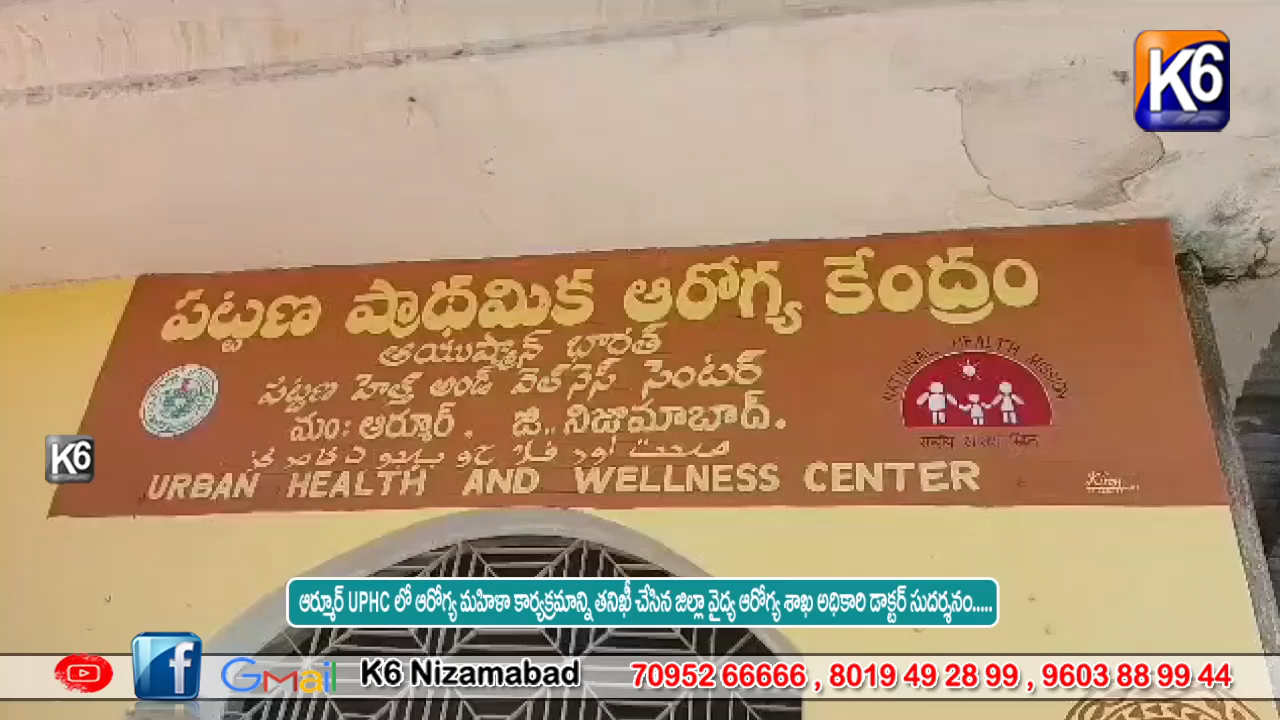 K6
పట్టణ ప్రాథమిక ఆరోగ్య కేంద్రం
ఆయుష్మాన్ భారత్
పట్టణ హెల్త్ అండ్ వెల్‌నెస్ సెంటర్
మం: ఆర్మూర్. జి.. నిజామాబాద్.
URBAN HEALTH AND WELLNESS CENTER
NATIONAL HEALTH MISSION
K6
ఆర్మూర్ UPHC లో ఆరోగ్య మహిళా కార్యక్రమాన్ని తనిఖీ చేసిన జిల్లా వైద్య ఆరోగ్య శాఖ అధికారి డాక్టర్ సుదర్శనం.....
f Gmail K6 Nizamabad 70952 66666 , 8019 49 28 99 , 9603 88 99 44